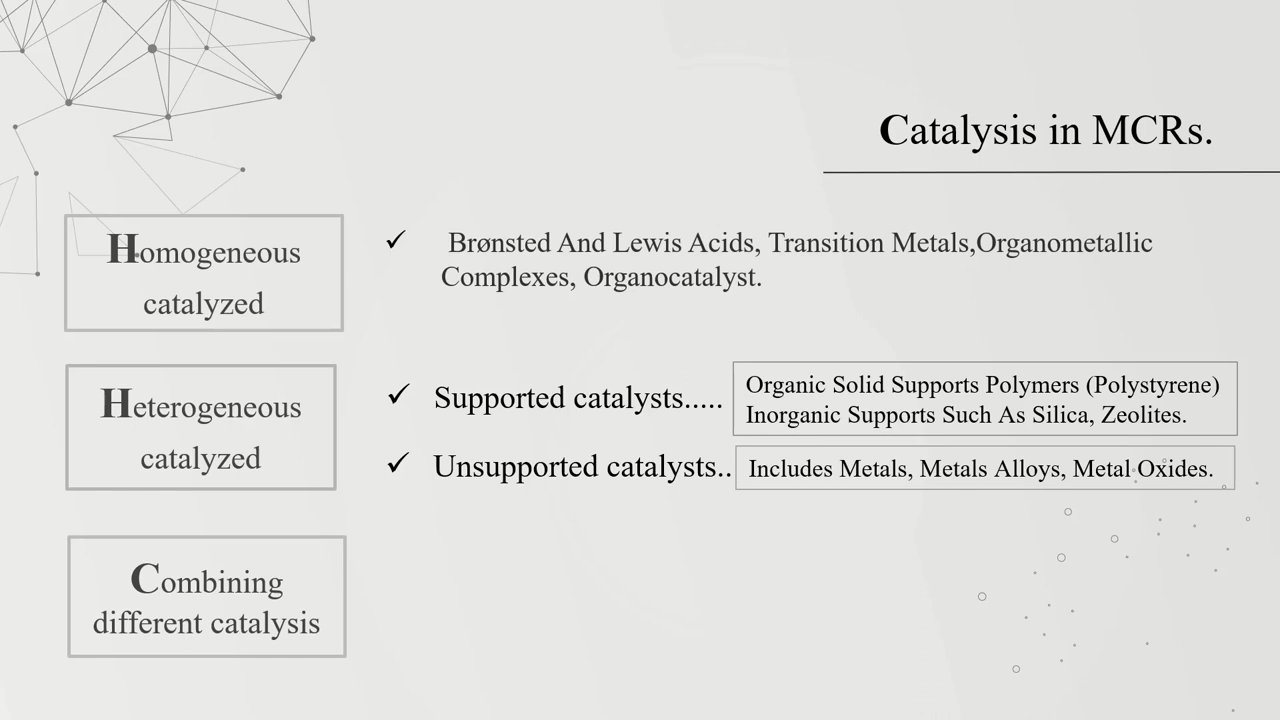 Catalysis in MCRs.
Homogeneous
catalyzed
Brønsted And Lewis Acids, Transition Metals,Organometallic
Complexes, Organocatalyst.
Heterogeneous
catalyzed
Supported catalysts.....
Organic Solid Supports Polymers (Polystyrene)
Inorganic Supports Such As Silica, Zeolites.
Unsupported catalysts..
Includes Metals, Metals Alloys, Metal Oxides.
Combining
different catalysis